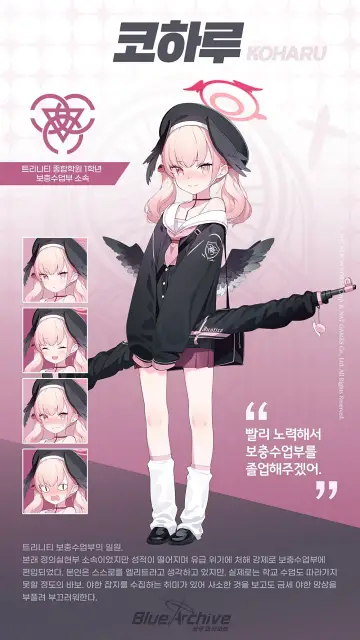 코하루 KOHARU
트리니티 종합학원 1학년
보충수업부 소속
Justice
“
빨리 노력해서
보충수업부를
졸업해주겠어.
”
트리니티 보충수업부의 일원.
본래 정의실현부 소속이었지만 성적이 떨어지며 유급 위기에 처해 강제로 보충수업부에
편입되었다. 본인은 스스로를 엘리트라고 생각하고 있지만, 실제로는 학교 수업도 따라가지
못할 정도의 바보. 야한 잡지를 수집하는 취미가 있어 사소한 것을 보고도 금세 야한 망상을
부풀려 부끄러워한다.
Blue Archive